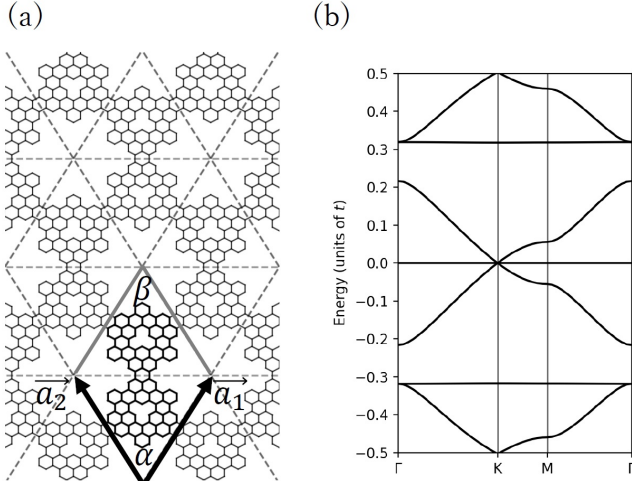 (a)
β
a₂
a₁
α
(b)
Energy (units of t)
0.5
0.4
0.3
0.2
0.1
0.0
−0.1
−0.2
−0.3
−0.4
−0.5
Γ K M Γ